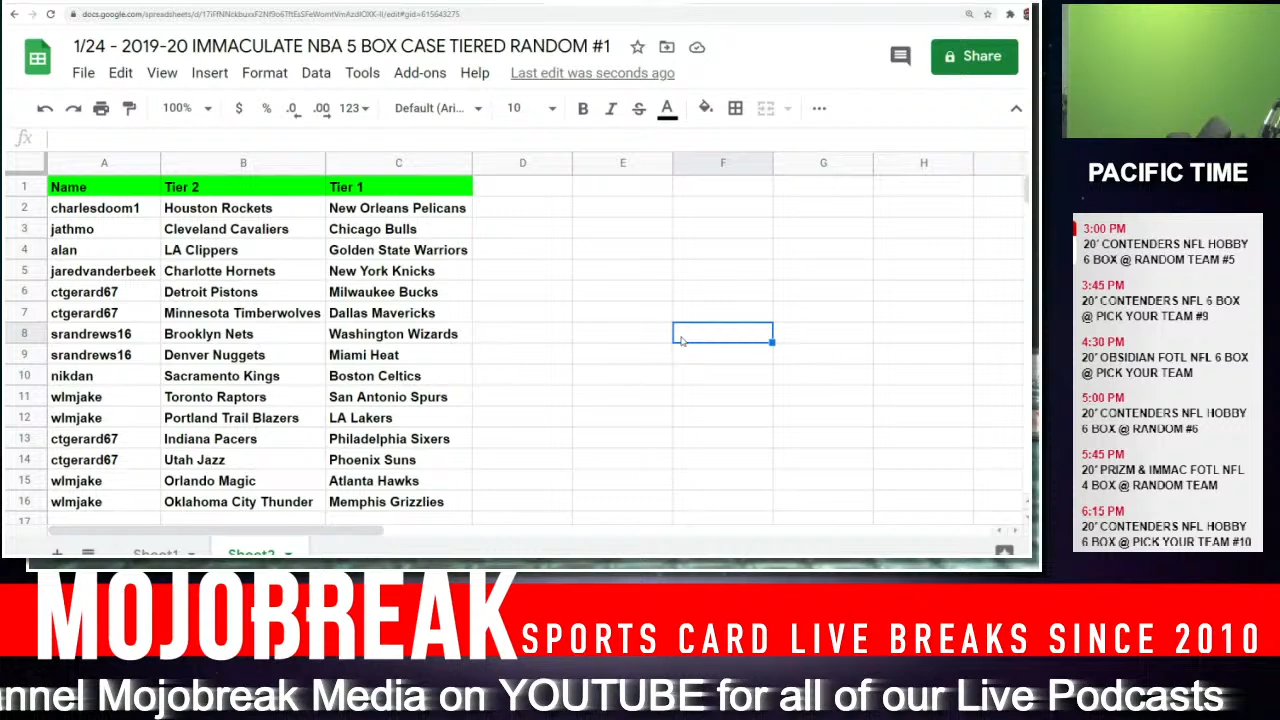 docs.google.com/spreadsheets/d/
1/24 - 2019-20 IMMACULATE NBA 5 BOX CASE TIERED RANDOM #1
File Edit View Insert Format Data Tools Add-ons Help Last edit was seconds ago
Share
100% $ % .0 .00 123 Default (Ari... 10 B I S A
fx
A B C D E F G H
1 Name Tier 2 Tier 1
2 charlesdoom1 Houston Rockets New Orleans Pelicans
3 jathmo Cleveland Cavaliers Chicago Bulls
4 alan LA Clippers Golden State Warriors
5 jaredvanderbeek Charlotte Hornets New York Knicks
6 ctgerard67 Detroit Pistons Milwaukee Bucks
7 ctgerard67 Minnesota Timberwolves Dallas Mavericks
8 srandrews16 Brooklyn Nets Washington Wizards
9 srandrews16 Denver Nuggets Miami Heat
10 nikdan Sacramento Kings Boston Celtics
11 wlmjake Toronto Raptors San Antonio Spurs
12 wlmjake Portland Trail Blazers LA Lakers
13 ctgerard67 Indiana Pacers Philadelphia Sixers
14 ctgerard67 Utah Jazz Phoenix Suns
15 wlmjake Orlando Magic Atlanta Hawks
16 wlmjake Oklahoma City Thunder Memphis Grizzlies
17
Sheet1 Sheet2
PACIFIC TIME
3:00 PM
20' CONTENDERS NFL HOBBY
6 BOX @ RANDOM TEAM #5
3:45 PM
20' CONTENDERS NFL 6 BOX
@ PICK YOUR TEAM #9
4:30 PM
20' OBSIDIAN FOTL NFL 6 BOX
@ PICK YOUR TEAM
5:00 PM
20' CONTENDERS NFL HOBBY
6 BOX @ RANDOM #6
5:45 PM
20' PRIZM & IMMAC FOTL NFL
4 BOX @ RANDOM TEAM
6:15 PM
20' CONTENDERS NFL HOBBY
6 BOX @ PICK YOUR TEAM #10
MOJOBREAK SPORTS CARD LIVE BREAKS SINCE 2010
annel Mojobreak Media on YOUTUBE for all of our Live Podcasts